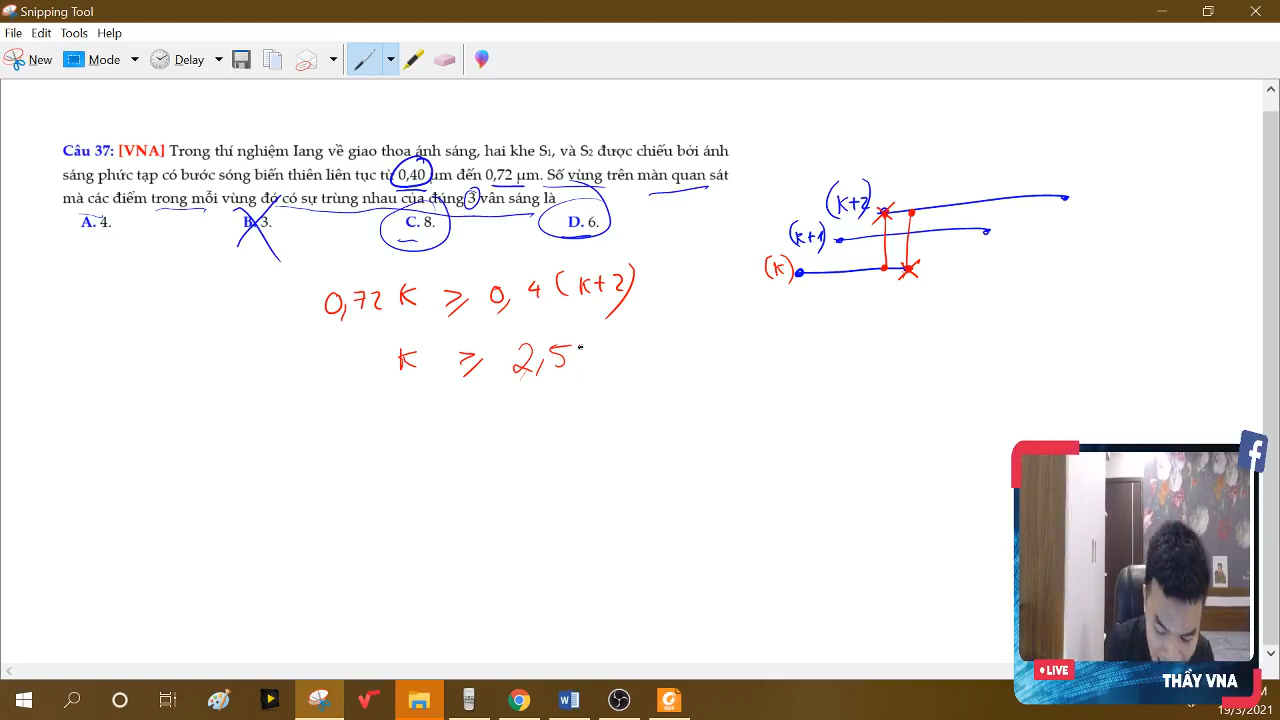 Snipping Tool
File Edit Tools Help
New Mode Delay
Câu 37: [VNA] Trong thí nghiệm Iang về giao thoa ánh sáng, hai khe S₁, và S₂ được chiếu bởi ánh
sáng phức tạp có bước sóng biến thiên liên tục từ 0,40 μm đến 0,72 μm. Số vùng trên màn quan sát
mà các điểm trong mỗi vùng đó có sự trùng nhau của đúng 3 vân sáng là
A. 4. B. 3. C. 8. D. 6.
(k+2)
(k+1)
(k)
0,72 k ≥ 0,4 (k+2)
k ≥ 2,5
LIVE
THẦY VNA
19/3/2021